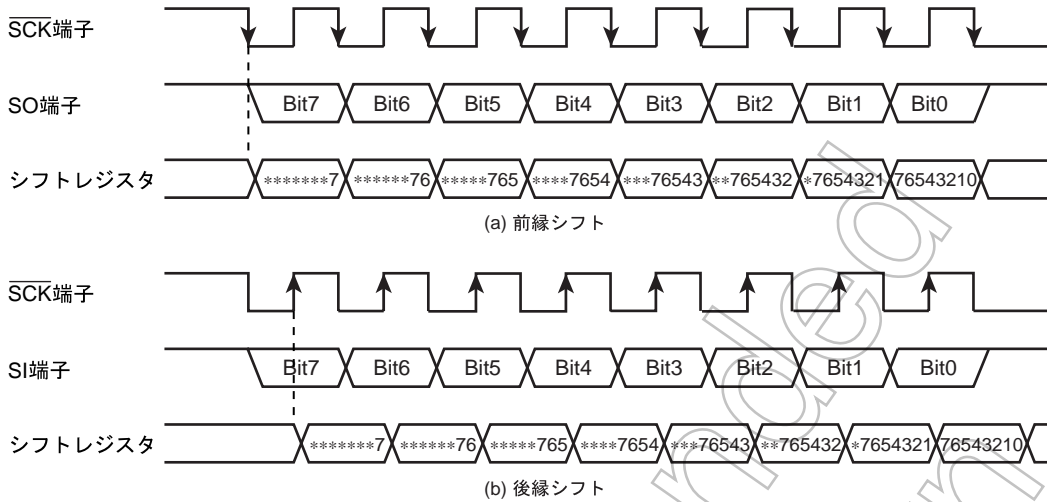 SCK端子
SO端子 Bit7 Bit6 Bit5 Bit4 Bit3 Bit2 Bit1 Bit0
シフトレジスタ *******7 ******76 *****765 ****7654 ***76543 **765432 *7654321 76543210
(a) 前縁シフト
SCK端子
SI端子 Bit7 Bit6 Bit5 Bit4 Bit3 Bit2 Bit1 Bit0
シフトレジスタ *******7 ******76 *****765 ****7654 ***76543 **765432 *7654321 76543210
(b) 後縁シフト
nded